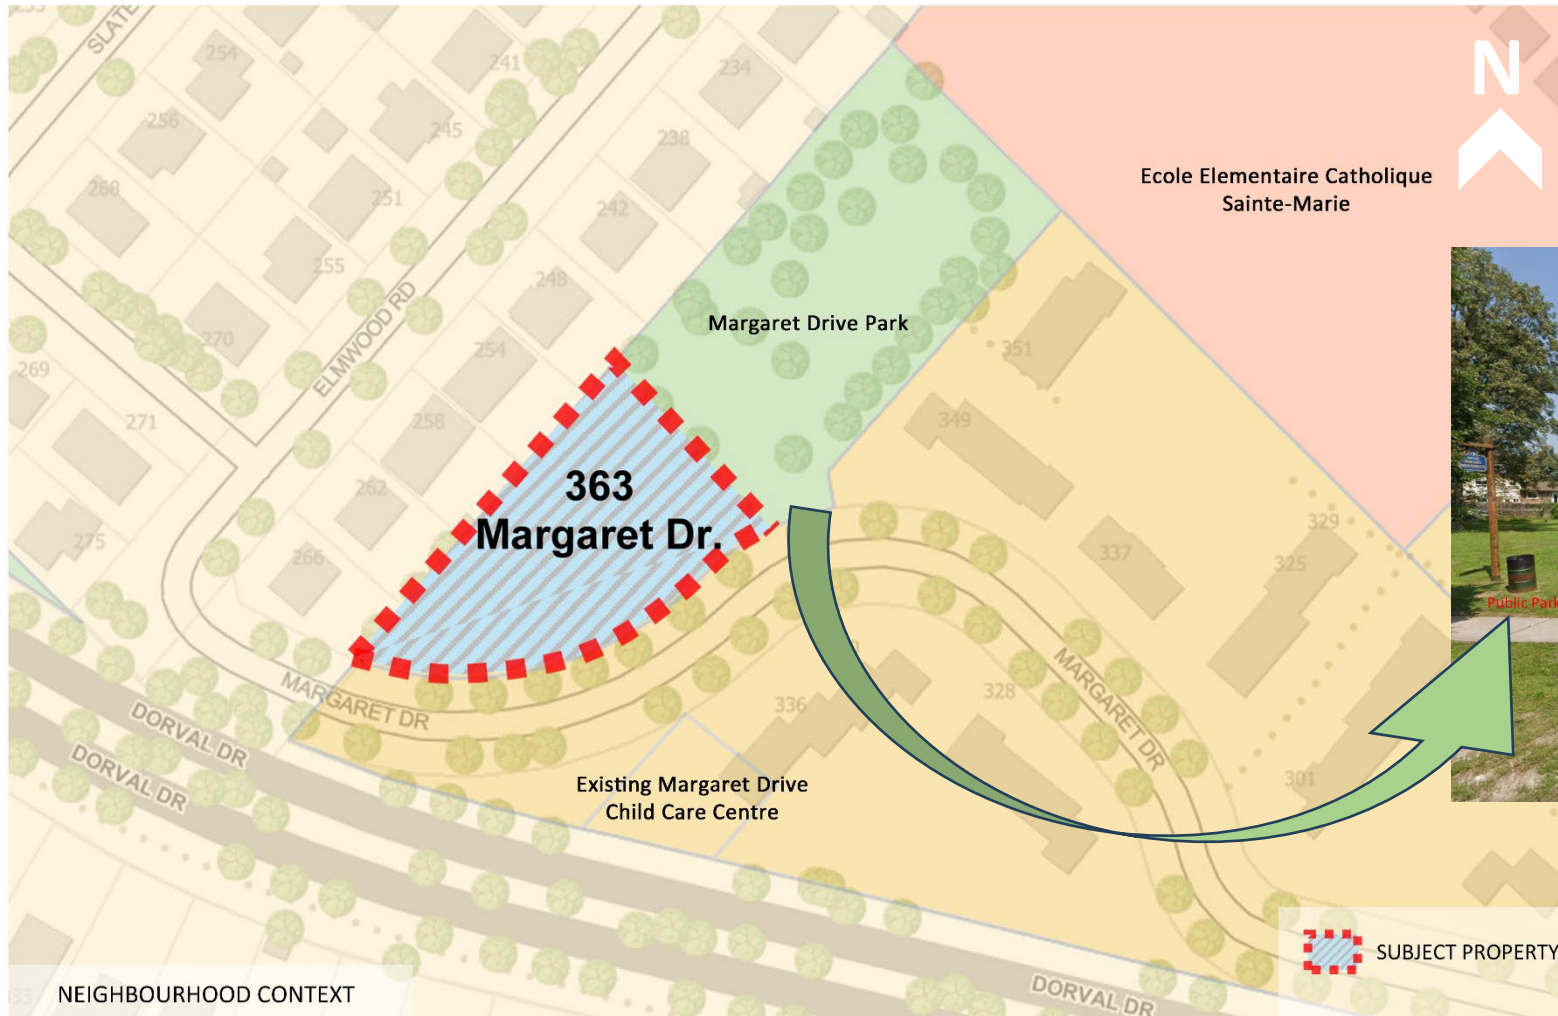 SLATE
254
241
234
N
256
245
238
Ecole Elementaire Catholique
Sainte-Marie
268
251
242
255
248
ELMWOOD RD
Margaret Drive Park
270
254
351
269
271
258
349
363
Margaret Dr.
262
329
275
266
337
325
Public Park
MARGARET DR
MARGARET DR
336
328
DORVAL DR
DORVAL DR
301
Existing Margaret Drive
Child Care Centre
SUBJECT PROPERTY
NEIGHBOURHOOD CONTEXT
DORVAL DR